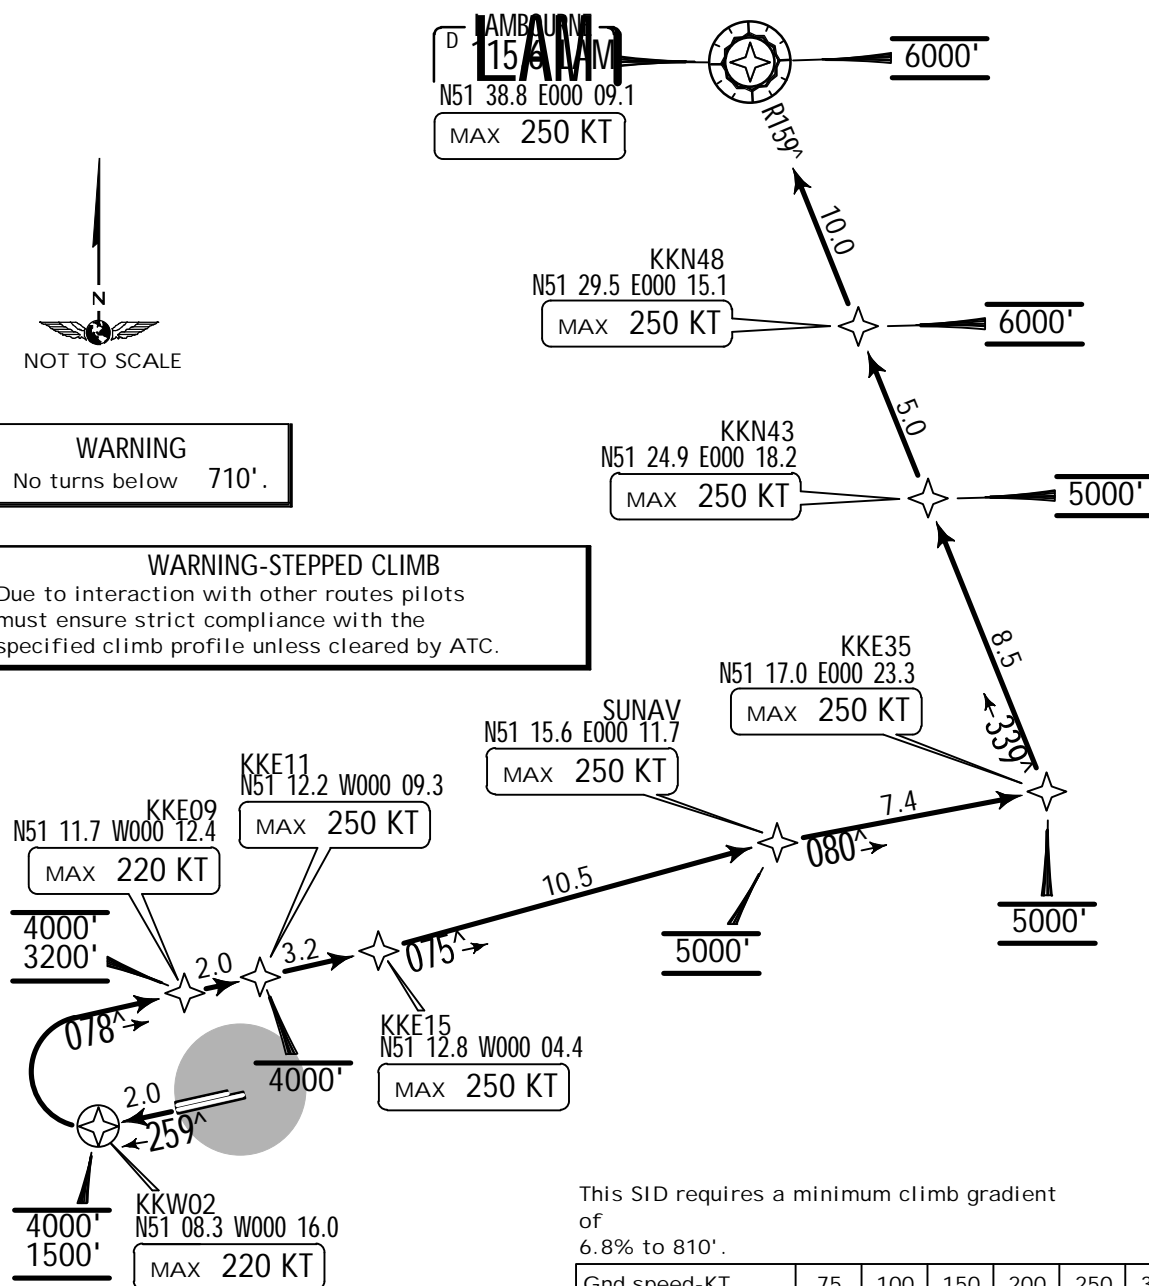 LAMBOURNE
D 115.6 LAM
LAM
N51 38.8 E000 09.1
MAX 250 KT
6000'
R159^
10.0
KKN48
N51 29.5 E000 15.1
MAX 250 KT
6000'
N
NOT TO SCALE
5.0
WARNING
No turns below 710'.
KKN43
N51 24.9 E000 18.2
MAX 250 KT
5000'
WARNING-STEPPED CLIMB
Due to interaction with other routes pilots
must ensure strict compliance with the
specified climb profile unless cleared by ATC.
8.5
KKE35
N51 17.0 E000 23.3
MAX 250 KT
339^
SUNAV
N51 15.6 E000 11.7
MAX 250 KT
7.4
080^
5000'
5000'
KKE11
N51 12.2 W000 09.3
MAX 250 KT
KKE09
N51 11.7 W000 12.4
MAX 220 KT
10.5
4000'
3200'
2.0
3.2
075^
078^
KKE15
N51 12.8 W000 04.4
MAX 250 KT
4000'
2.0
259^
4000'
1500'
KKW02
N51 08.3 W000 16.0
MAX 220 KT
This SID requires a minimum climb gradient
of
6.8% to 810'.
Gnd speed-KT 75 100 150 200 250 3